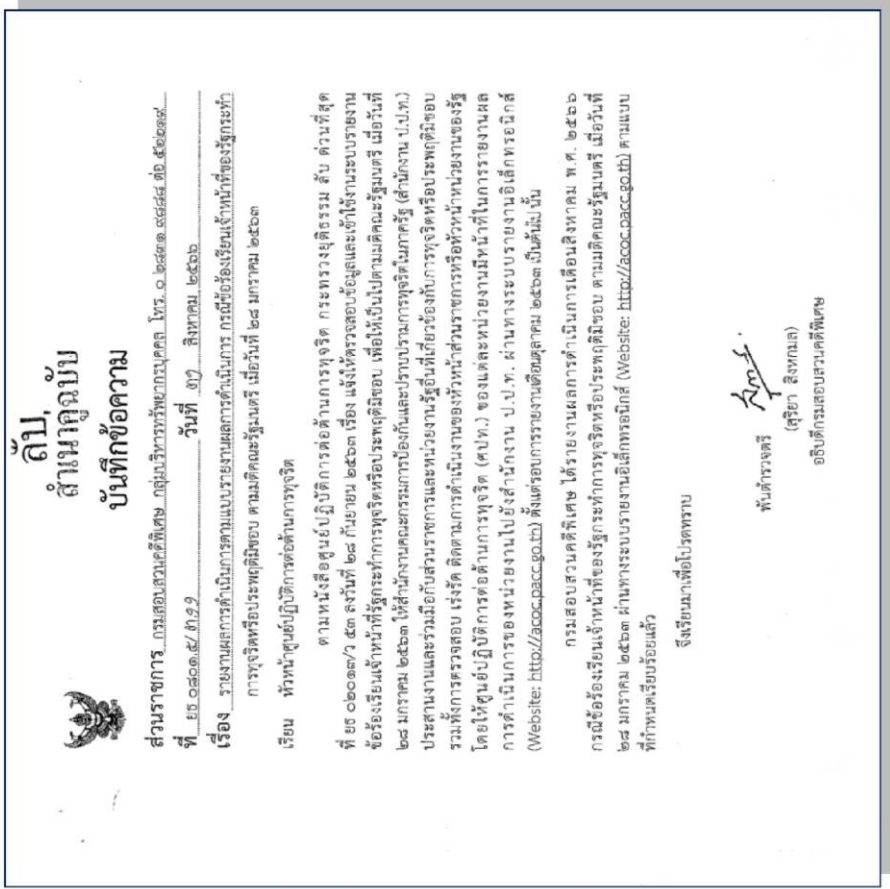 ลับ
สำเนาคู่ฉบับ
บันทึกข้อความ
ส่วนราชการ กรมสอบสวนคดีพิเศษ กลุ่มบริหารทรัพยากรบุคคล โทร. ๐ ๒๘๓๑ ๙๘๘๘ ต่อ
ที่ ยธ ๐๘๐๑.๕/ วันที่ ๓๑ สิงหาคม ๒๕๖๖
เรื่อง รายงานผลการดำเนินการตามแบบรายงานผลการดำเนินการ กรณีข้อร้องเรียนเจ้าหน้าที่ของรัฐกระทำ
การทุจริตหรือประพฤติมิชอบ ตามมติคณะรัฐมนตรี เมื่อวันที่ ๒๘ มกราคม ๒๕๖๓
เรียน หัวหน้าศูนย์ปฏิบัติการต่อต้านการทุจริต
ตามหนังสือศูนย์ปฏิบัติการต่อต้านการทุจริต กระทรวงยุติธรรม ลับ ด่วนที่สุด
ที่ ยธ ๐๒๐๑๗/ว ๕๓ ลงวันที่ ๒๘ กันยายน ๒๕๖๓ เรื่อง แจ้งให้ตรวจสอบข้อมูลและเข้าใช้งานระบบรายงาน
ข้อร้องเรียนเจ้าหน้าที่รัฐกระทำการทุจริตหรือประพฤติมิชอบ เพื่อให้เป็นไปตามมติคณะรัฐมนตรี เมื่อวันที่
๒๘ มกราคม ๒๕๖๓ ให้สำนักงานคณะกรรมการป้องกันและปราบปรามการทุจริตในภาครัฐ (สำนักงาน ป.ป.ท.)
ประสานงานและร่วมมือกับส่วนราชการและหน่วยงานรัฐอื่นที่เกี่ยวข้องกับการทุจริตหรือประพฤติมิชอบ
รวมทั้งการตรวจสอบ เร่งรัด ติดตามการดำเนินงานของหัวหน้าส่วนราชการหรือหัวหน้าหน่วยงานของรัฐ
โดยให้ศูนย์ปฏิบัติการต่อต้านการทุจริต (ศปท.) ของแต่ละหน่วยงานมีหน้าที่ในการรายงานผล
การดำเนินการของหน่วยงานไปยังสำนักงาน ป.ป.ท. ผ่านทางระบบรายงานอิเล็กทรอนิกส์
(Website: http://acoc.pacc.go.th) ตั้งแต่รอบการรายงานเดือนตุลาคม ๒๕๖๓ เป็นต้นไป นั้น
กรมสอบสวนคดีพิเศษ ได้รายงานผลการดำเนินการเดือนสิงหาคม พ.ศ. ๒๕๖๖
กรณีข้อร้องเรียนเจ้าหน้าที่ของรัฐกระทำการทุจริตหรือประพฤติมิชอบ ตามมติคณะรัฐมนตรี เมื่อวันที่
๒๘ มกราคม ๒๕๖๓ ผ่านทางระบบรายงานอิเล็กทรอนิกส์ (Website: http://acoc.pacc.go.th) ตามแบบ
ที่กำหนดเรียบร้อยแล้ว
จึงเรียนมาเพื่อโปรดทราบ
พันตำรวจตรี
(สุริยา สิงหกมล)
อธิบดีกรมสอบสวนคดีพิเศษ